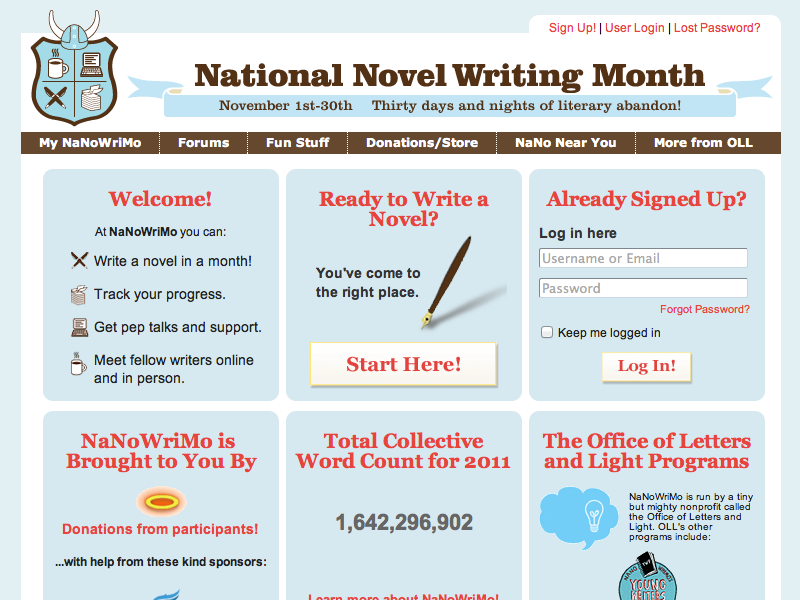 Sign Up! | User Login | Lost Password?
National Novel Writing Month
November 1st-30th Thirty days and nights of literary abandon!
My NaNoWriMo Forums Fun Stuff Donations/Store NaNo Near You More from OLL
Welcome!
At NaNoWriMo you can:
Write a novel in a month!
Track your progress.
Get pep talks and support.
Meet fellow writers online
and in person.
Ready to Write a
Novel?
You've come to
the right place.
Start Here!
Already Signed Up?
Log in here
Username or Email
Password
Forgot Password?
Keep me logged in
Log In!
NaNoWriMo is
Brought to You By
Donations from participants!
...with help from these kind sponsors:
Total Collective
Word Count for 2011
1,642,296,902
Learn more about NaNoWriMo!
The Office of Letters
and Light Programs
NaNoWriMo is run by a tiny
but mighty nonprofit called
the Office of Letters and
Light. OLL's other
programs include:
NANO WRIMO'S
YOUNG
WRITERS